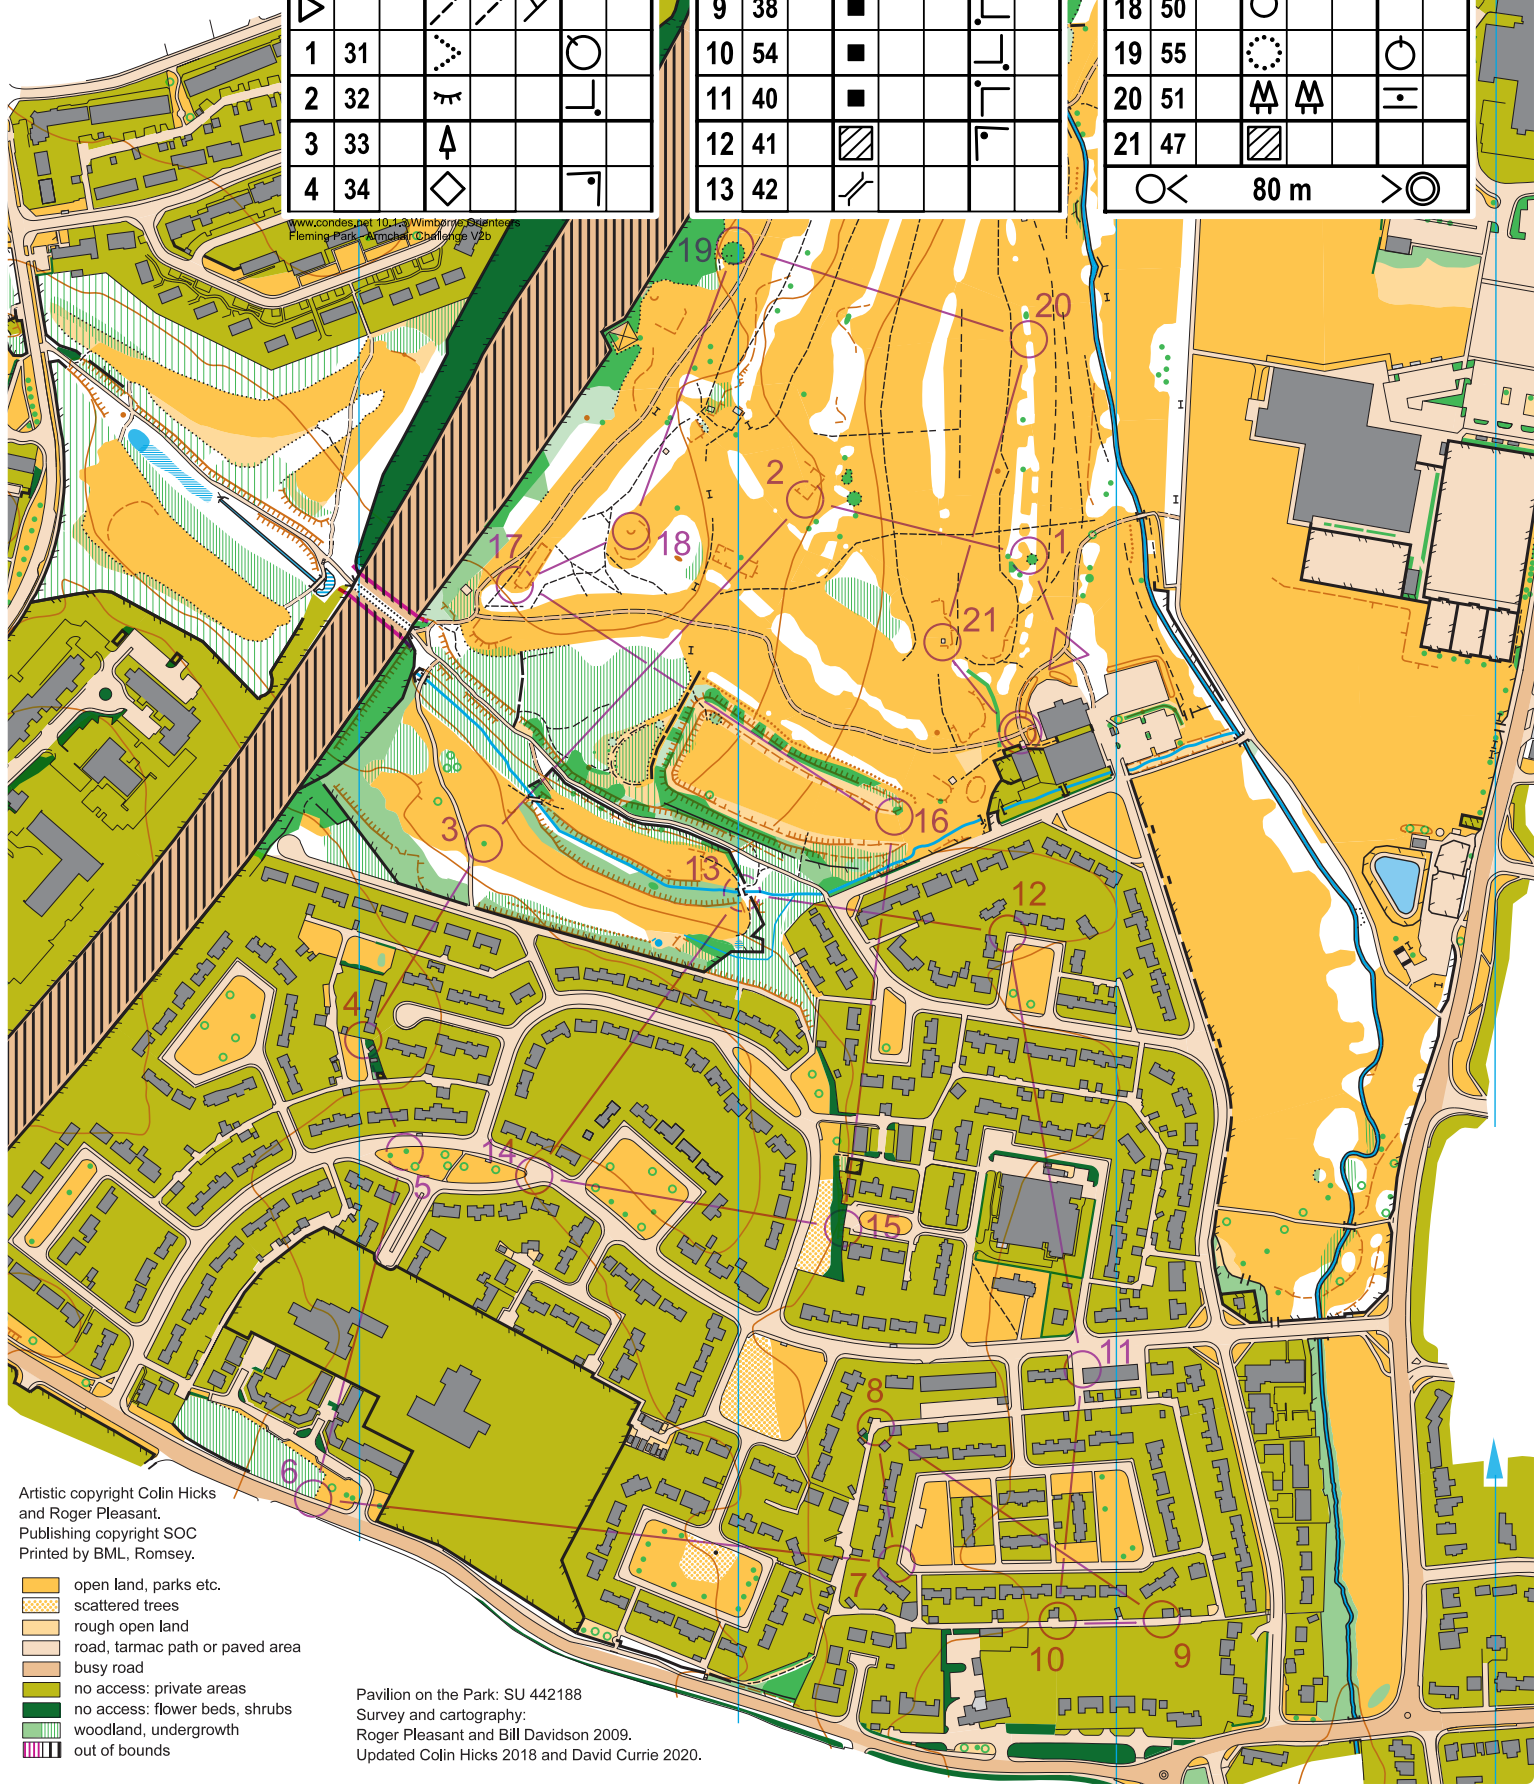 9 38
18 50
1 31
10 54
19 55
2 32
11 40
20 51
3 33
12 41
21 47
4 34
13 42
80 m
www.condes.net 10.1.3 Wimborne Orienteers
Fleming Park - Armchair Challenge V2b
19
20
2
1
17
18
21
3
16
13
12
4
14
5
15
11
8
6
7
10
9
Artistic copyright Colin Hicks
and Roger Pleasant.
Publishing copyright SOC
Printed by BML, Romsey.
open land, parks etc.
scattered trees
rough open land
road, tarmac path or paved area
busy road
no access: private areas
no access: flower beds, shrubs
woodland, undergrowth
out of bounds
Pavilion on the Park: SU 442188
Survey and cartography:
Roger Pleasant and Bill Davidson 2009.
Updated Colin Hicks 2018 and David Currie 2020.